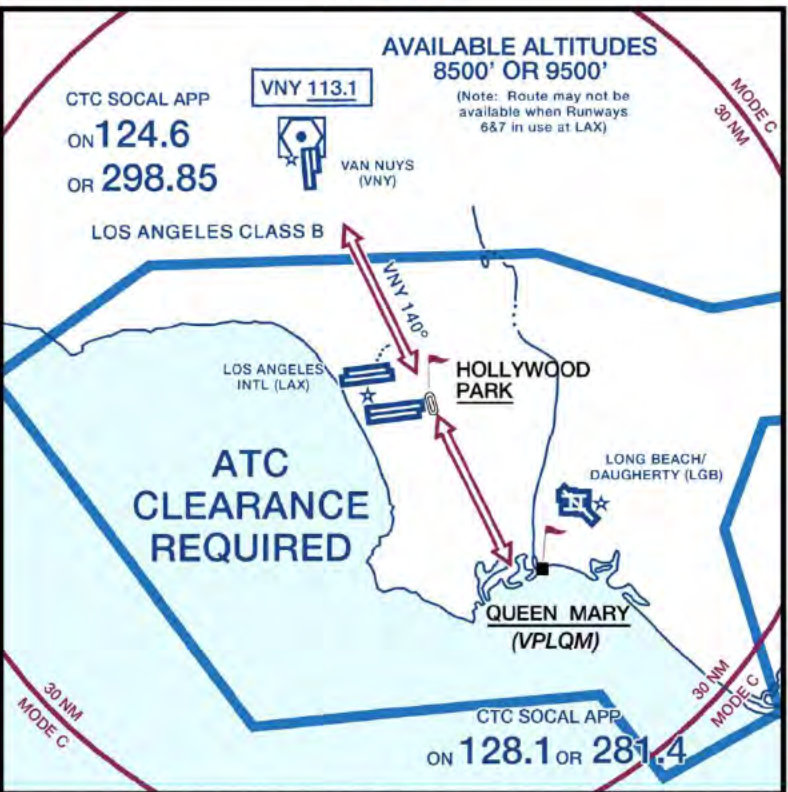 AVAILABLE ALTITUDES
8500' OR 9500'
(Note: Route may not be
available when Runways
6&7 in use at LAX)
MODE C
30 NM
CTC SOCAL APP
ON 124.6
OR 298.85
VNY 113.1
VAN NUYS
(VNY)
LOS ANGELES CLASS B
VNY 140°
LOS ANGELES
INTL (LAX)
HOLLYWOOD
PARK
ATC
CLEARANCE
REQUIRED
LONG BEACH/
DAUGHERTY (LGB)
QUEEN MARY
(VPLQM)
30 NM
MODE C
30 NM
MODE C
CTC SOCAL APP
ON 128.1 OR 281.4